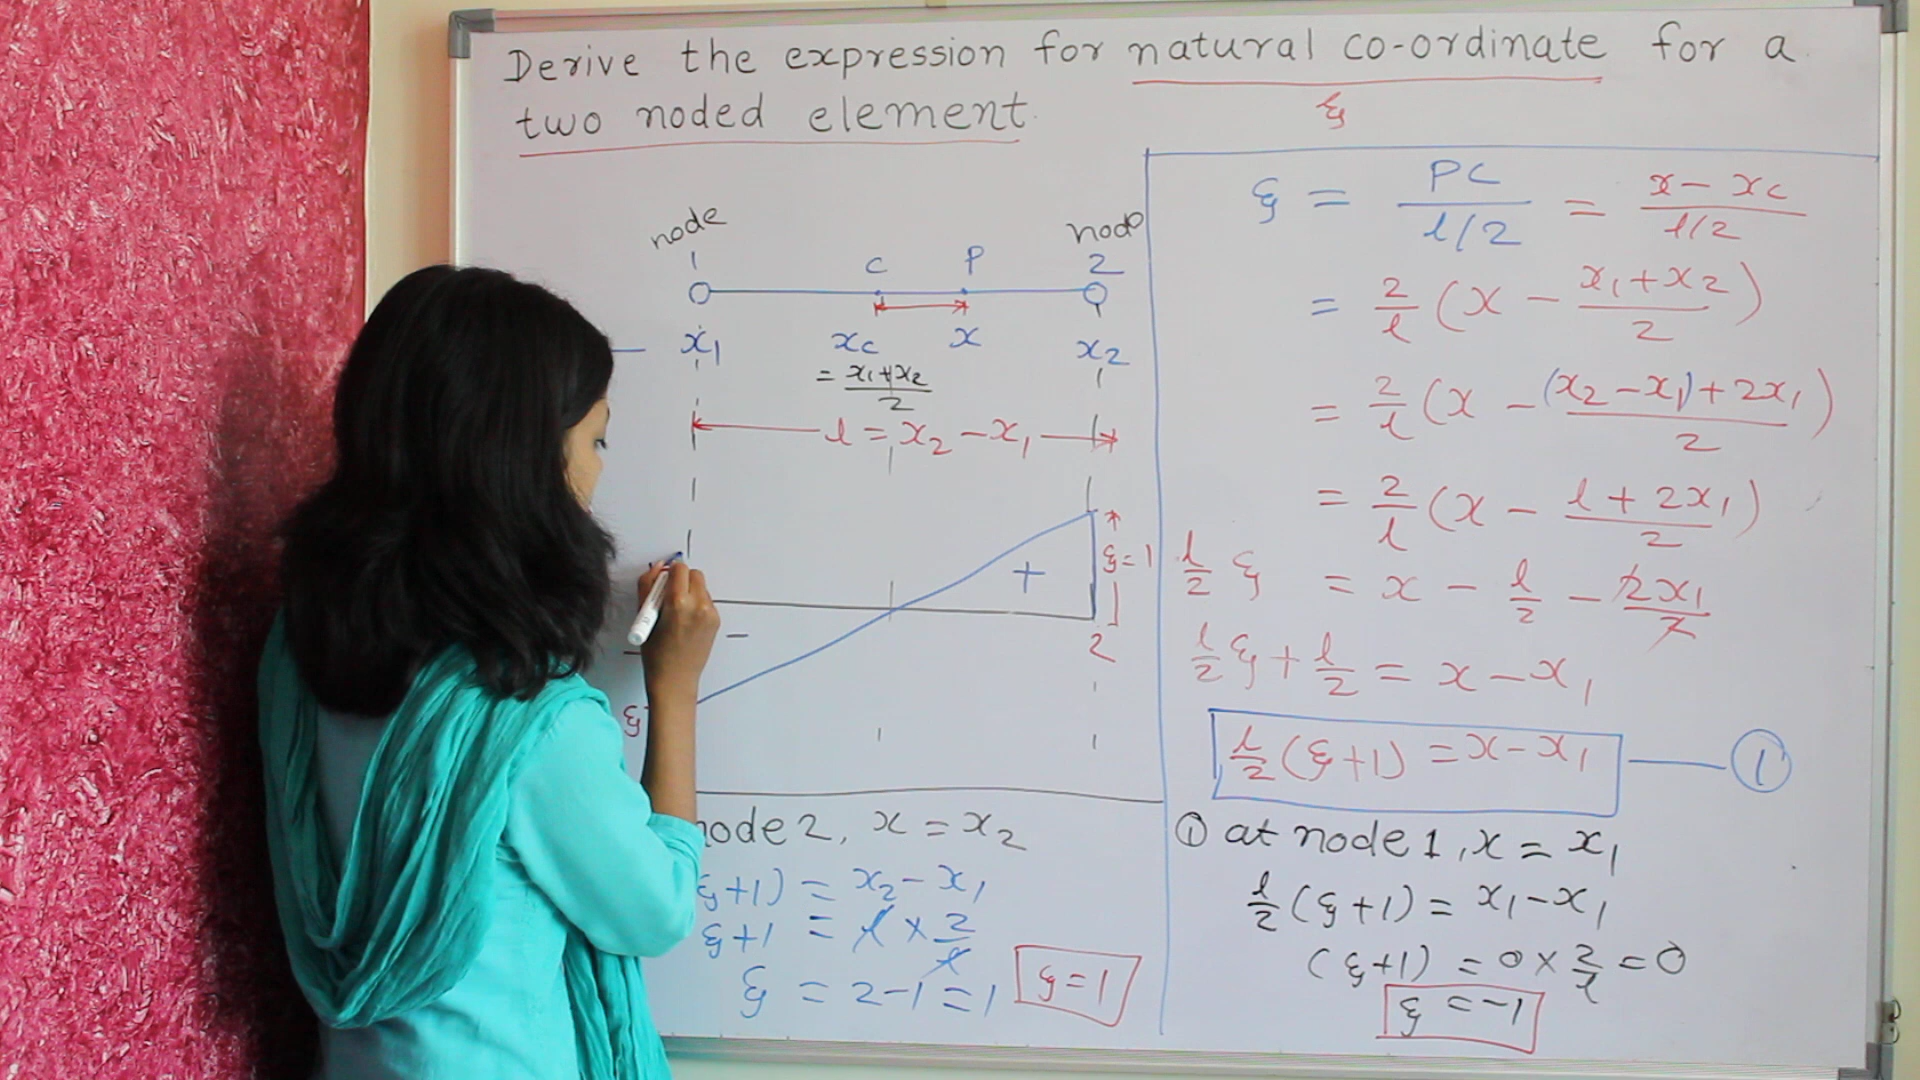 Derive the expression for natural co-ordinate for a
two noded element.
ξ
node node
1 C P 2
x₁ xc x x₂
= (x₁+x₂)/2
l = x₂ - x₁
+ ξ=1
-
2
ξ
node 2, x = x₂
ξ+1) = x₂ - x₁
ξ+1 = l × 2/l
ξ = 2-1 = 1 ξ=1
ξ = PC/(l/2) = (x - xc)/(l/2)
= 2/l (x - (x₁+x₂)/2)
= 2/l (x - ((x₂-x₁)+2x₁)/2)
= 2/l (x - (l+2x₁)/2)
l/2 ξ = x - l/2 - 2x₁/2
l/2 ξ + l/2 = x - x₁
l/2 (ξ+1) = x - x₁ — ①
① at node 1, x = x₁
l/2 (ξ+1) = x₁ - x₁
(ξ+1) = 0 × 2/l = 0
ξ = -1